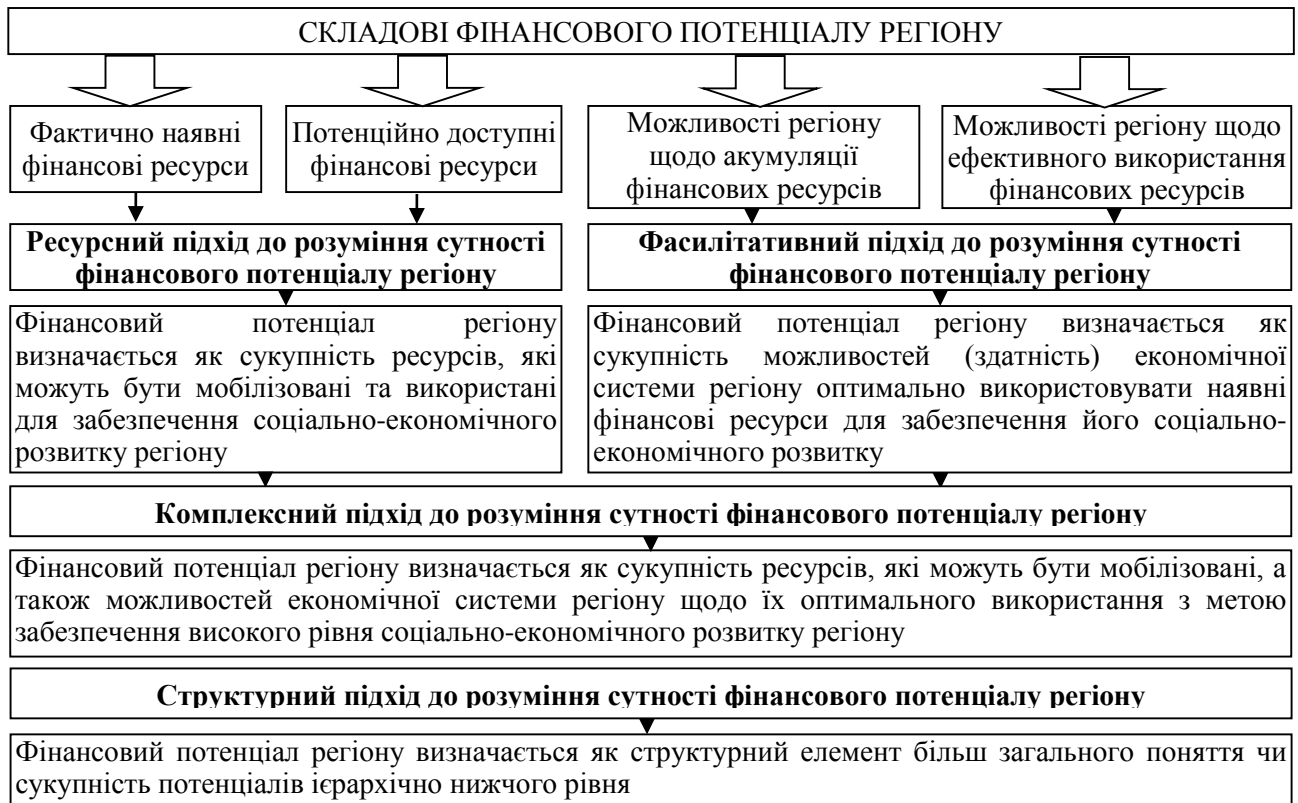 СКЛАДОВІ ФІНАНСОВОГО ПОТЕНЦІАЛУ РЕГІОНУ
Фактично наявні
фінансові ресурси
Потенційно доступні
фінансові ресурси
Можливості регіону
щодо акумуляції
фінансових ресурсів
Можливості регіону щодо
ефективного використання
фінансових ресурсів
Ресурсний підхід до розуміння сутності
фінансового потенціалу регіону
Фасилітативний підхід до розуміння сутності
фінансового потенціалу регіону
Фінансовий потенціал регіону
визначається як сукупність ресурсів, які
можуть бути мобілізовані та використані
для забезпечення соціально-економічного
розвитку регіону
Фінансовий потенціал регіону визначається як
сукупність можливостей (здатність) економічної
системи регіону оптимально використовувати наявні
фінансові ресурси для забезпечення його соціально-
економічного розвитку
Комплексний підхід до розуміння сутності фінансового потенціалу регіону
Фінансовий потенціал регіону визначається як сукупність ресурсів, які можуть бути мобілізовані, а
також можливостей економічної системи регіону щодо їх оптимального використання з метою
забезпечення високого рівня соціально-економічного розвитку регіону
Структурний підхід до розуміння сутності фінансового потенціалу регіону
Фінансовий потенціал регіону визначається як структурний елемент більш загального поняття чи
сукупність потенціалів ієрархічно нижчого рівня